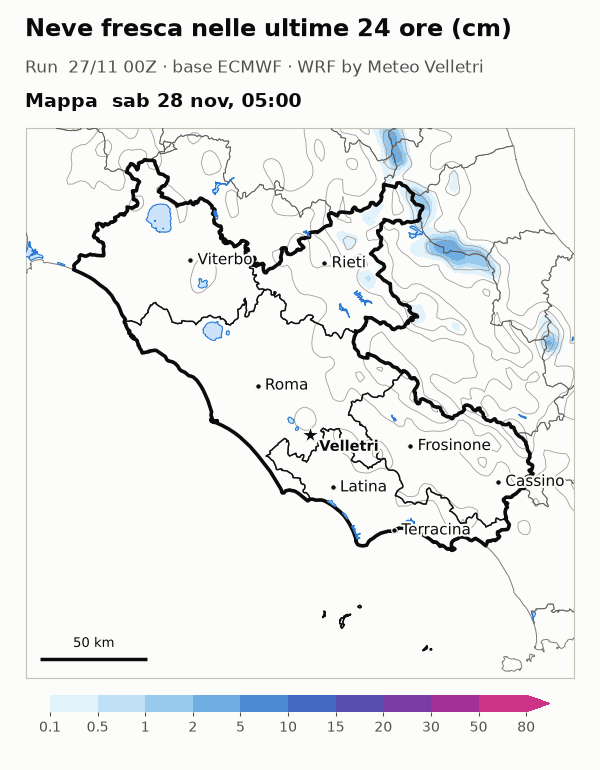 Neve fresca nelle ultime 24 ore (cm)
Run 27/11 00Z · base ECMWF · WRF by Meteo Velletri
Mappa sab 28 nov, 05:00
Viterbo
Rieti
Roma
Velletri
Frosinone
Latina
Cassino
Terracina
50 km
0.1 0.5 1 2 5 10 15 20 30 50 80